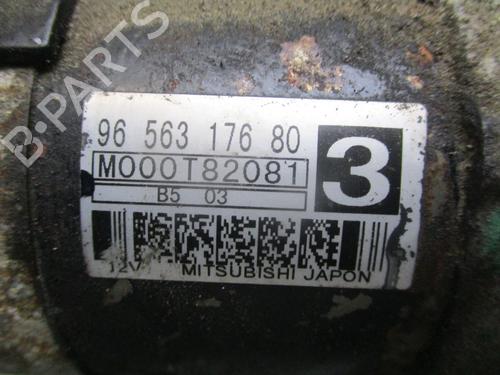 B-PARTS
96 563 176 80
3
M000T82081
B5 03
12V MITSUBISHI JAPON